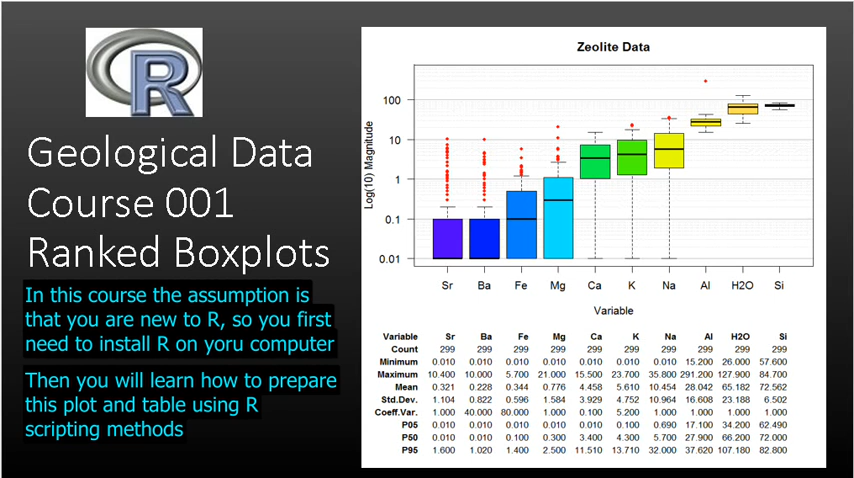 R
Geological Data
Course 001
Ranked Boxplots
In this course the assumption is
that you are new to R, so you first
need to install R on yoru computer
Then you will learn how to prepare
this plot and table using R
scripting methods
Zeolite Data
Log(10) Magnitude
100
10
1
0.1
0.01
Sr Ba Fe Mg Ca K Na Al H2O Si
Variable
Variable Sr Ba Fe Mg Ca K Na Al H2O Si
Count 299 299 299 299 299 299 299 299 299 299
Minimum 0.010 0.010 0.010 0.010 0.010 0.010 0.010 15.200 26.000 57.600
Maximum 10.400 10.000 5.700 21.000 15.500 23.700 35.800 291.200 127.900 84.700
Mean 0.321 0.228 0.344 0.776 4.458 5.610 10.454 28.042 65.182 72.562
Std.Dev. 1.104 0.822 0.596 1.584 3.929 4.752 10.964 16.608 23.188 6.502
Coeff.Var. 1.000 40.000 80.000 1.000 0.100 5.200 1.000 1.000 1.000 1.000
P05 0.010 0.010 0.010 0.010 0.010 0.100 0.690 17.100 34.200 62.490
P50 0.010 0.010 0.100 0.300 3.400 4.300 5.700 27.900 66.200 72.000
P95 1.600 1.020 1.400 2.500 11.510 13.710 32.000 37.620 107.180 82.800